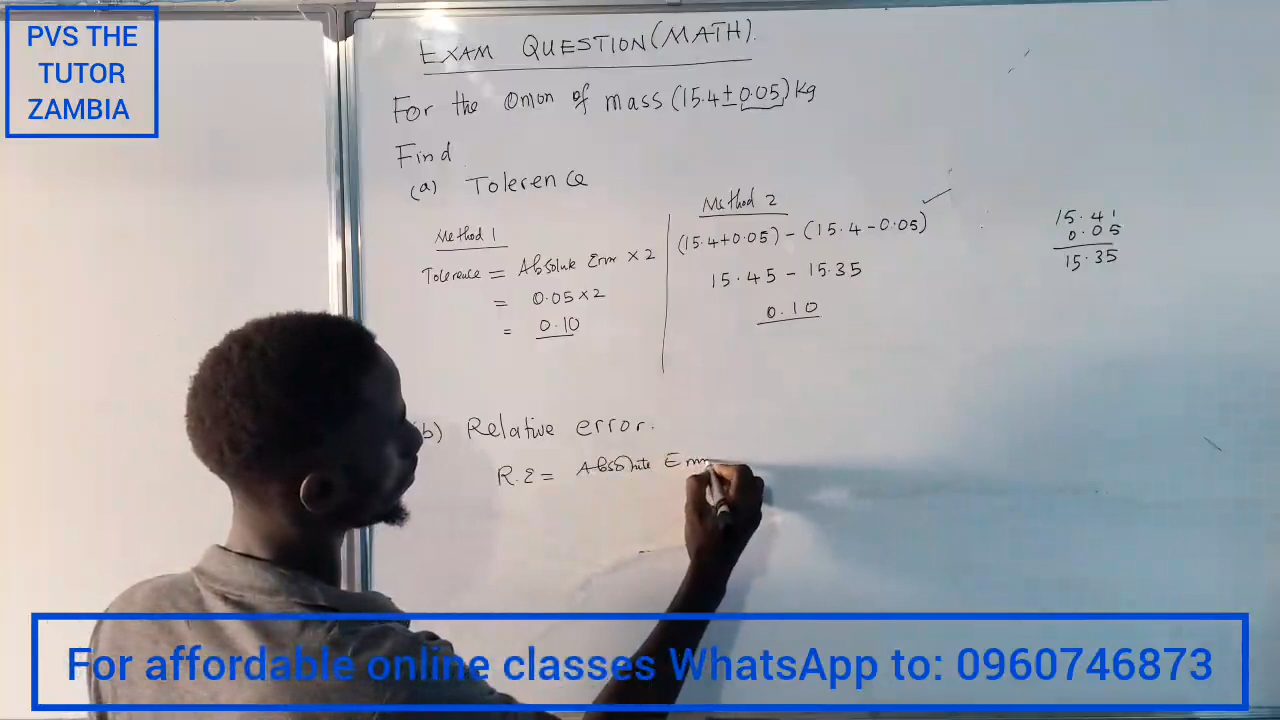 PVS THE
TUTOR
ZAMBIA
EXAM QUESTION (MATH).
For the Onion of mass (15.4 ± 0.05) kg
Find
(a) Tolerence
Method 1
Tolerence = Absolute Error × 2
= 0.05 × 2
= 0.10
Method 2
(15.4+0.05) - (15.4-0.05)
15.45 - 15.35
0.10
15.41
0.05
15.35
(b) Relative error.
R.E = Absolute Err
For affordable online classes WhatsApp to: 0960746873